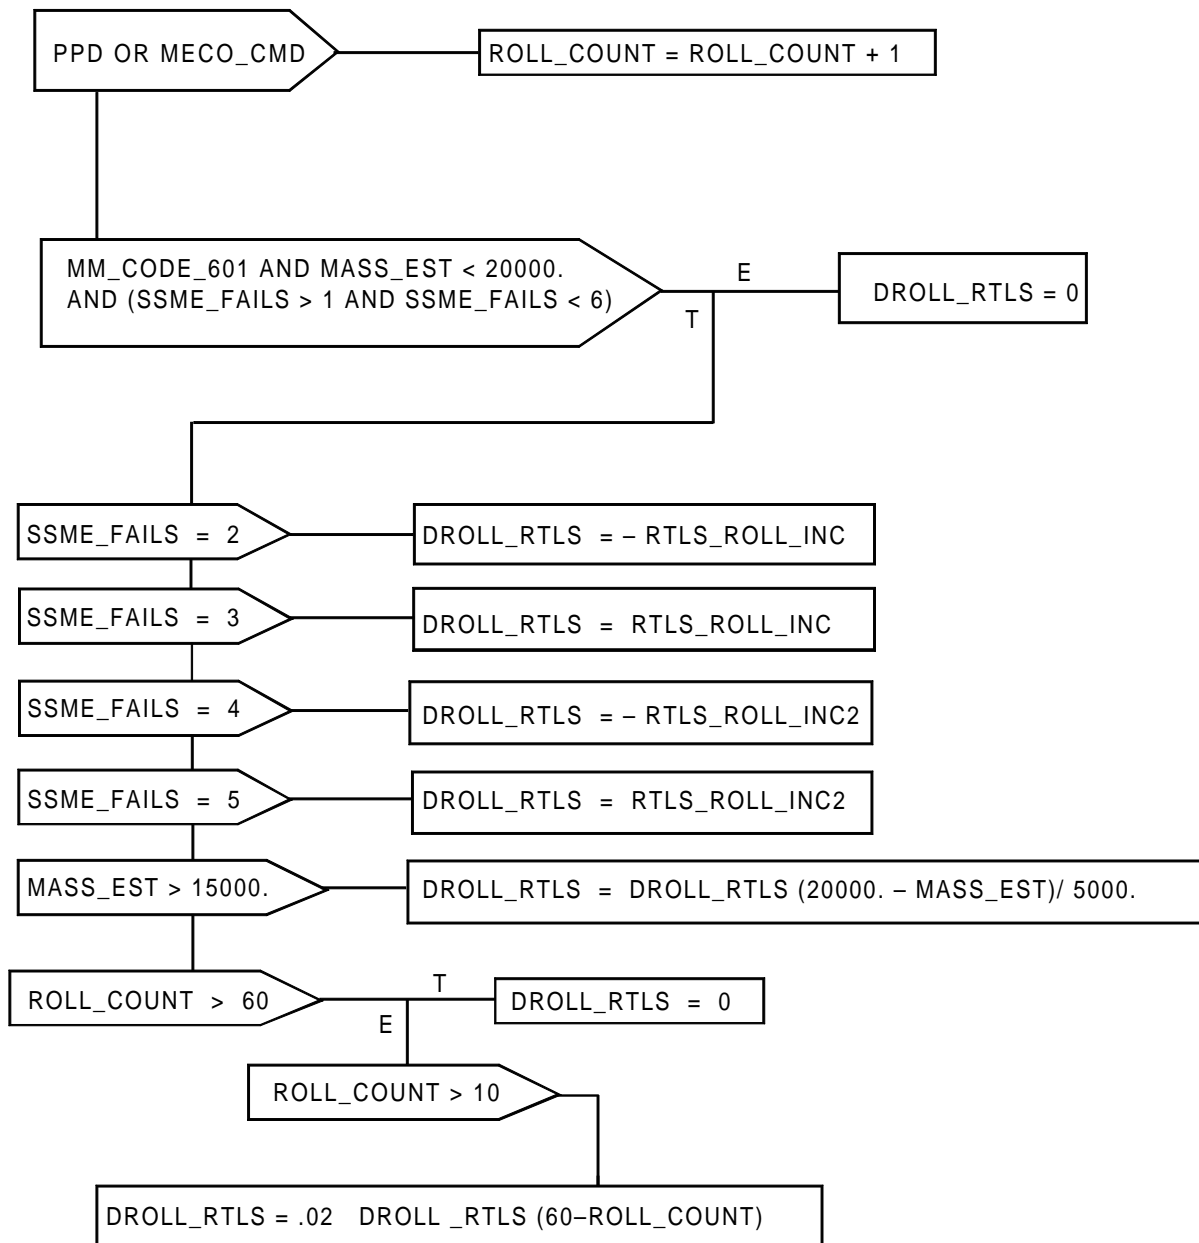 PPD OR MECO_CMD
ROLL_COUNT = ROLL_COUNT + 1
MM_CODE_601 AND MASS_EST < 20000.
AND (SSME_FAILS > 1 AND SSME_FAILS < 6)
E
DROLL_RTLS = 0
T
SSME_FAILS = 2
DROLL_RTLS = – RTLS_ROLL_INC
SSME_FAILS = 3
DROLL_RTLS = RTLS_ROLL_INC
SSME_FAILS = 4
DROLL_RTLS = – RTLS_ROLL_INC2
SSME_FAILS = 5
DROLL_RTLS = RTLS_ROLL_INC2
MASS_EST > 15000.
DROLL_RTLS = DROLL_RTLS (20000. – MASS_EST)/ 5000.
ROLL_COUNT > 60
T
DROLL_RTLS = 0
E
ROLL_COUNT > 10
DROLL_RTLS = .02 DROLL _RTLS (60–ROLL_COUNT)